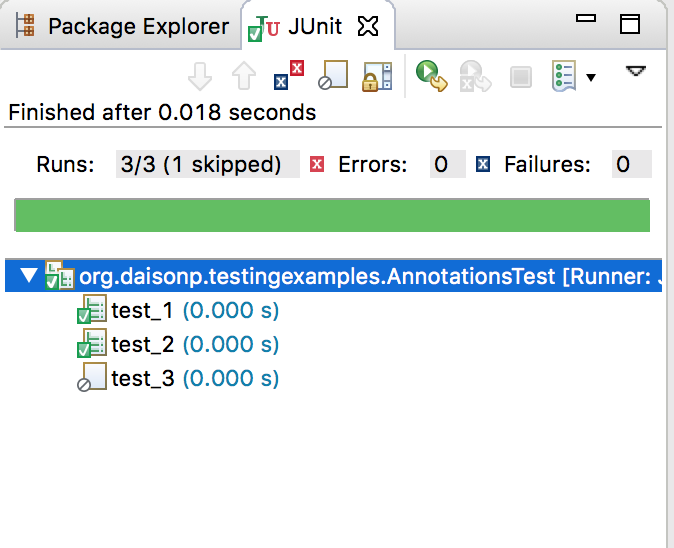 Package Explorer JUnit
Finished after 0.018 seconds
Runs: 3/3 (1 skipped) Errors: 0 Failures: 0
org.daisonp.testingexamples.AnnotationsTest [Runner:
test_1 (0.000 s)
test_2 (0.000 s)
test_3 (0.000 s)